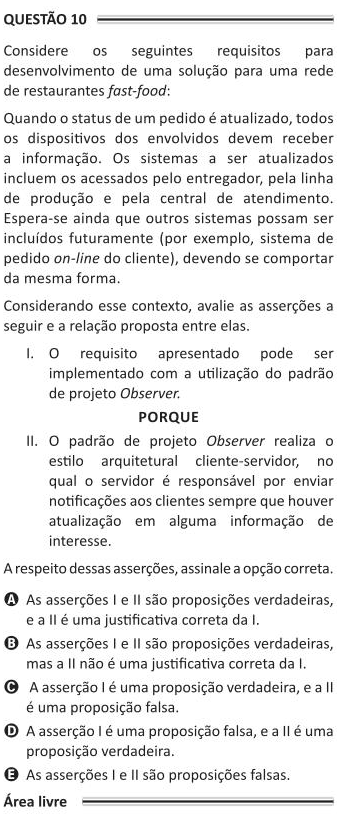 QUESTÃO 10
Considere os seguintes requisitos para
desenvolvimento de uma solução para uma rede
de restaurantes fast-food:
Quando o status de um pedido é atualizado, todos
os dispositivos dos envolvidos devem receber
a informação. Os sistemas a ser atualizados
incluem os acessados pelo entregador, pela linha
de produção e pela central de atendimento.
Espera-se ainda que outros sistemas possam ser
incluídos futuramente (por exemplo, sistema de
pedido on-line do cliente), devendo se comportar
da mesma forma.
Considerando esse contexto, avalie as asserções a
seguir e a relação proposta entre elas.
I. O requisito apresentado pode ser
implementado com a utilização do padrão
de projeto Observer.
PORQUE
II. O padrão de projeto Observer realiza o
estilo arquitetural cliente-servidor, no
qual o servidor é responsável por enviar
notificações aos clientes sempre que houver
atualização em alguma informação de
interesse.
A respeito dessas asserções, assinale a opção correta.
A As asserções I e II são proposições verdadeiras,
e a II é uma justificativa correta da I.
B As asserções I e II são proposições verdadeiras,
mas a II não é uma justificativa correta da I.
C A asserção I é uma proposição verdadeira, e a II
é uma proposição falsa.
D A asserção I é uma proposição falsa, e a II é uma
proposição verdadeira.
E As asserções I e II são proposições falsas.
Área livre